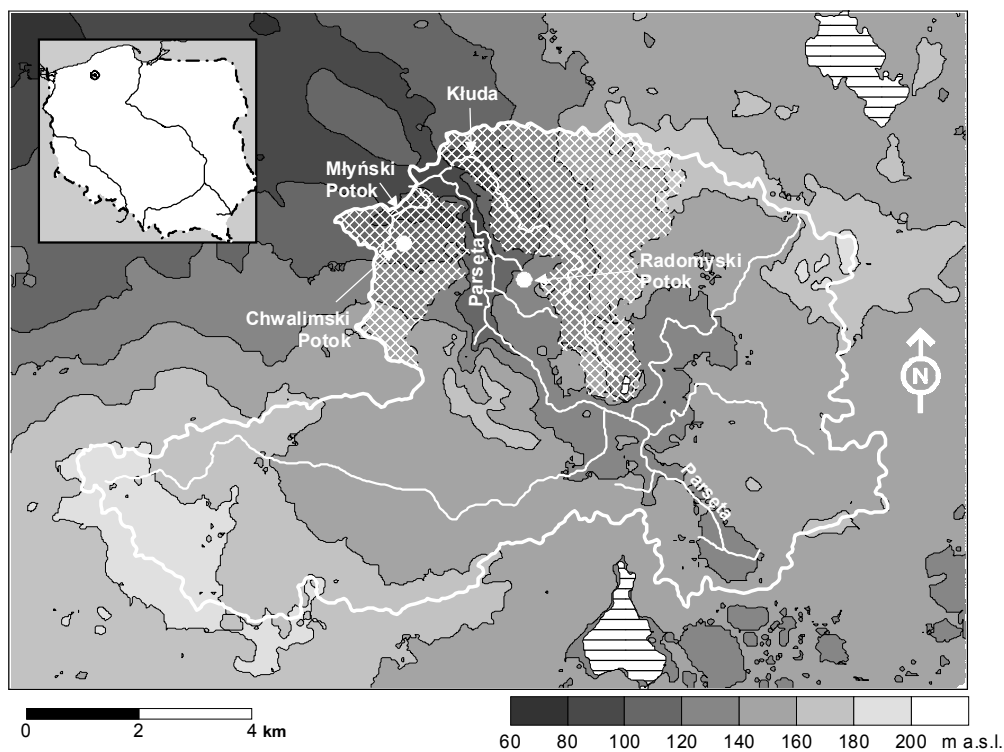 Kłuda
Młyński
Potok
Parsęta
Radomyski
Potok
Chwalimski
Potok
N
Parsęta
0 2 4 km
60 80 100 120 140 160 180 200 m a.s.l.